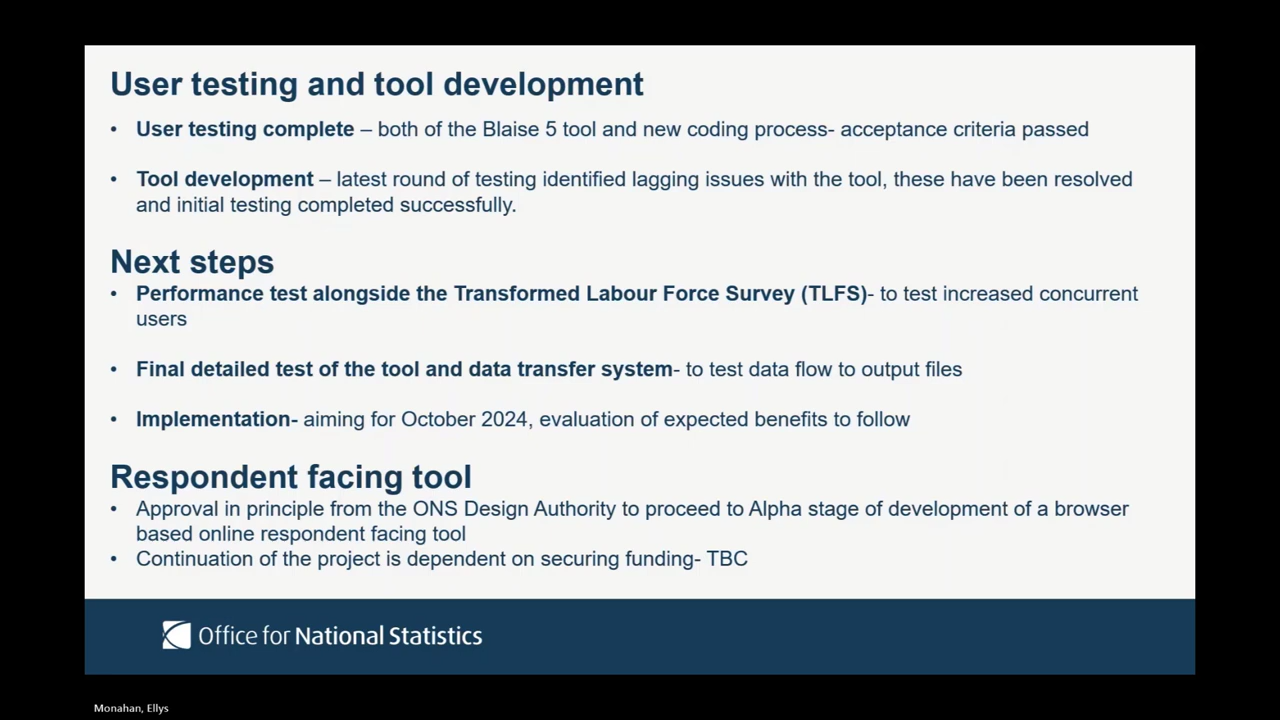 User testing and tool development
• User testing complete – both of the Blaise 5 tool and new coding process- acceptance criteria passed
• Tool development – latest round of testing identified lagging issues with the tool, these have been resolved
and initial testing completed successfully.
Next steps
• Performance test alongside the Transformed Labour Force Survey (TLFS)- to test increased concurrent
users
• Final detailed test of the tool and data transfer system- to test data flow to output files
• Implementation- aiming for October 2024, evaluation of expected benefits to follow
Respondent facing tool
• Approval in principle from the ONS Design Authority to proceed to Alpha stage of development of a browser
based online respondent facing tool
• Continuation of the project is dependent on securing funding- TBC
Office for National Statistics
Monahan, Ellys